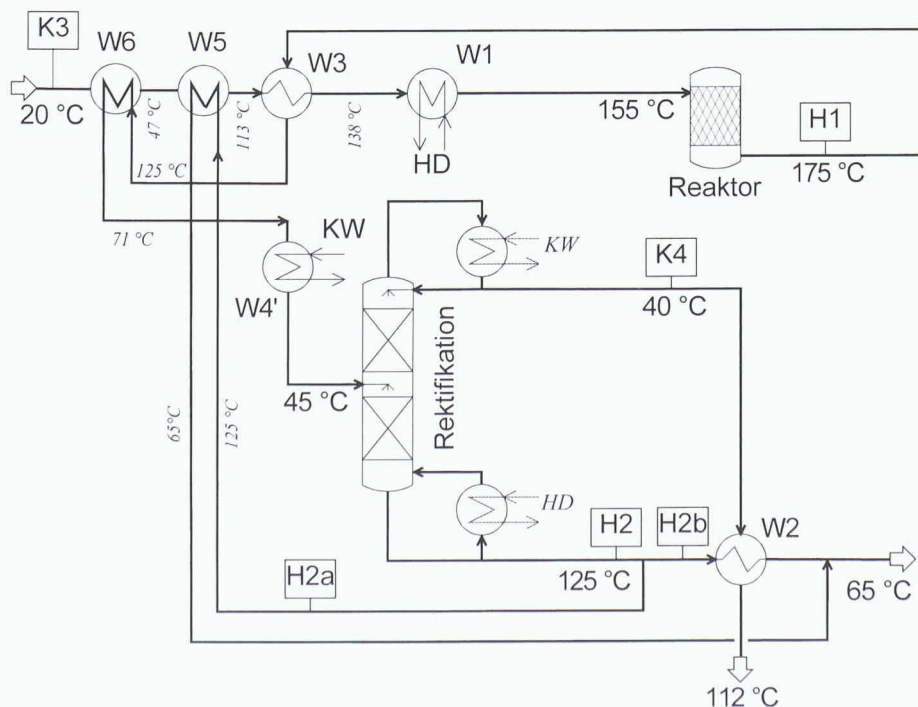 K3
W6
W5
W3
W1
20 °C
47 °C
113 °C
138 °C
155 °C
H1
HD
125 °C
Reaktor
175 °C
71 °C
KW
KW
K4
W4'
40 °C
Rektifikation
45 °C
65°C
125 °C
HD
H2
H2b
W2
H2a
125 °C
65 °C
112 °C